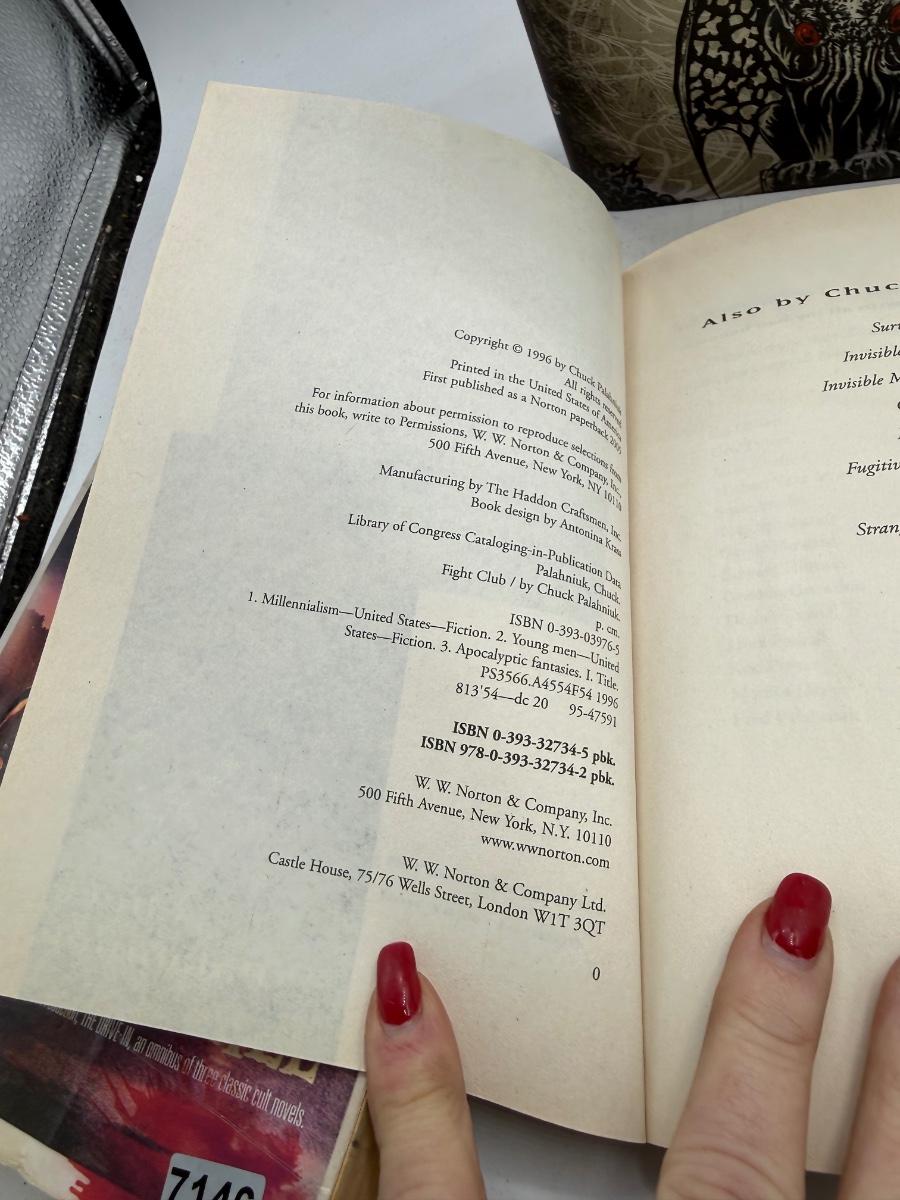 Copyright © 1996 by Chuck Palahniuk
All rights reserved
Printed in the United States of America
First published as a Norton paperback 2005
For information about permission to reproduce selections from
this book, write to Permissions, W. W. Norton & Company, Inc.,
500 Fifth Avenue, New York, NY 10110
Manufacturing by The Haddon Craftsmen, Inc.
Book design by Antonina Krass
Library of Congress Cataloging-in-Publication Data
Palahniuk, Chuck.
Fight Club / by Chuck Palahniuk.
p. cm.
ISBN 0-393-03976-5
1. Millennialism—United States—Fiction. 2. Young men—United
States—Fiction. 3. Apocalyptic fantasies. I. Title.
PS3566.A4554F54 1996
813'54—dc 20 95-47591
ISBN 0-393-32734-5 pbk.
ISBN 978-0-393-32734-2 pbk.
W. W. Norton & Company, Inc.
500 Fifth Avenue, New York, N.Y. 10110
www.wwnorton.com
W. W. Norton & Company Ltd.
Castle House, 75/76 Wells Street, London W1T 3QT
0
Also by Chuc
Sur
Invisible
Invisible M
Fugitiv
Stran
THE DRIVE-IN, an omnibus of three classic cult novels.